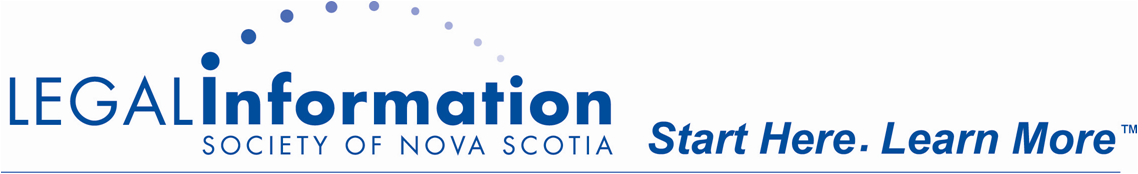 LEGALinformation
SOCIETY OF NOVA SCOTIA
Start Here. Learn More™